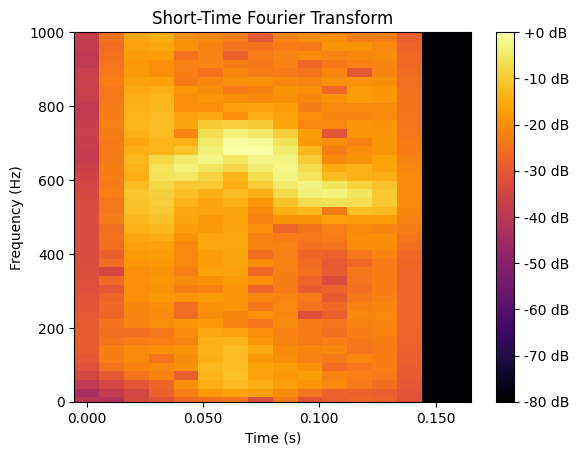 Short-Time Fourier Transform
1000
800
600
400
200
0
Frequency (Hz)
0.000
0.050
0.100
0.150
Time (s)
+0 dB
-10 dB
-20 dB
-30 dB
-40 dB
-50 dB
-60 dB
-70 dB
-80 dB